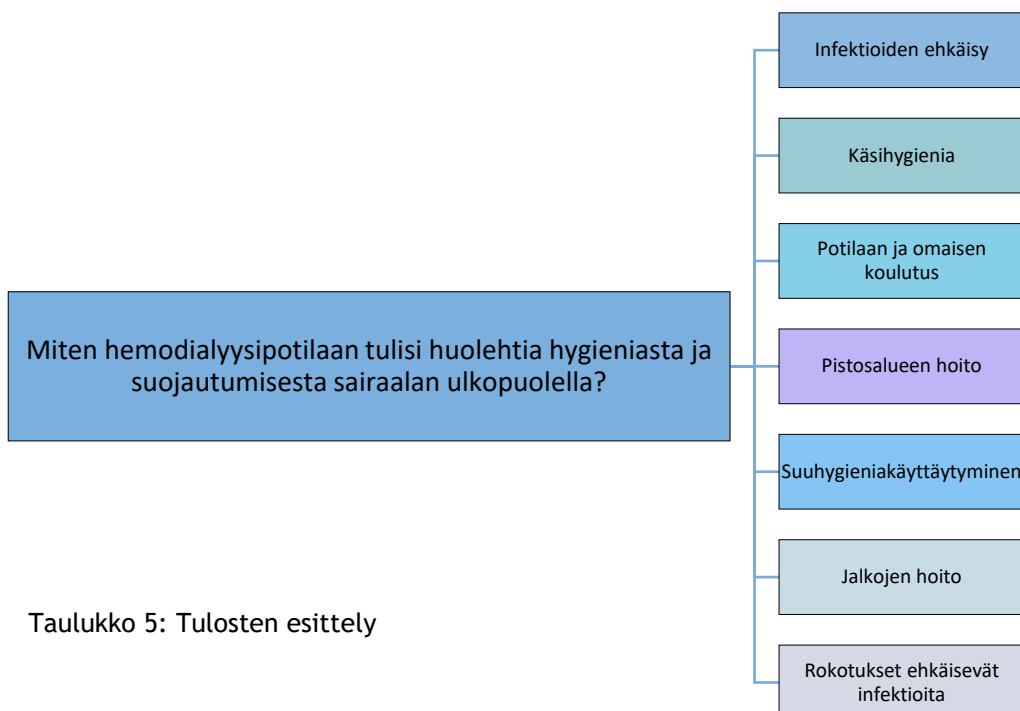 Miten hemodialyysipotilaan tulisi huolehtia hygieniasta ja
suojautumisesta sairaalan ulkopuolella?
Infektioiden ehkäisy
Käsihygienia
Potilaan ja omaisen
koulutus
Pistosalueen hoito
Suuhygieniakäyttäytyminen
Jalkojen hoito
Rokotukset ehkäisevät
infektioita
Taulukko 5: Tulosten esittely